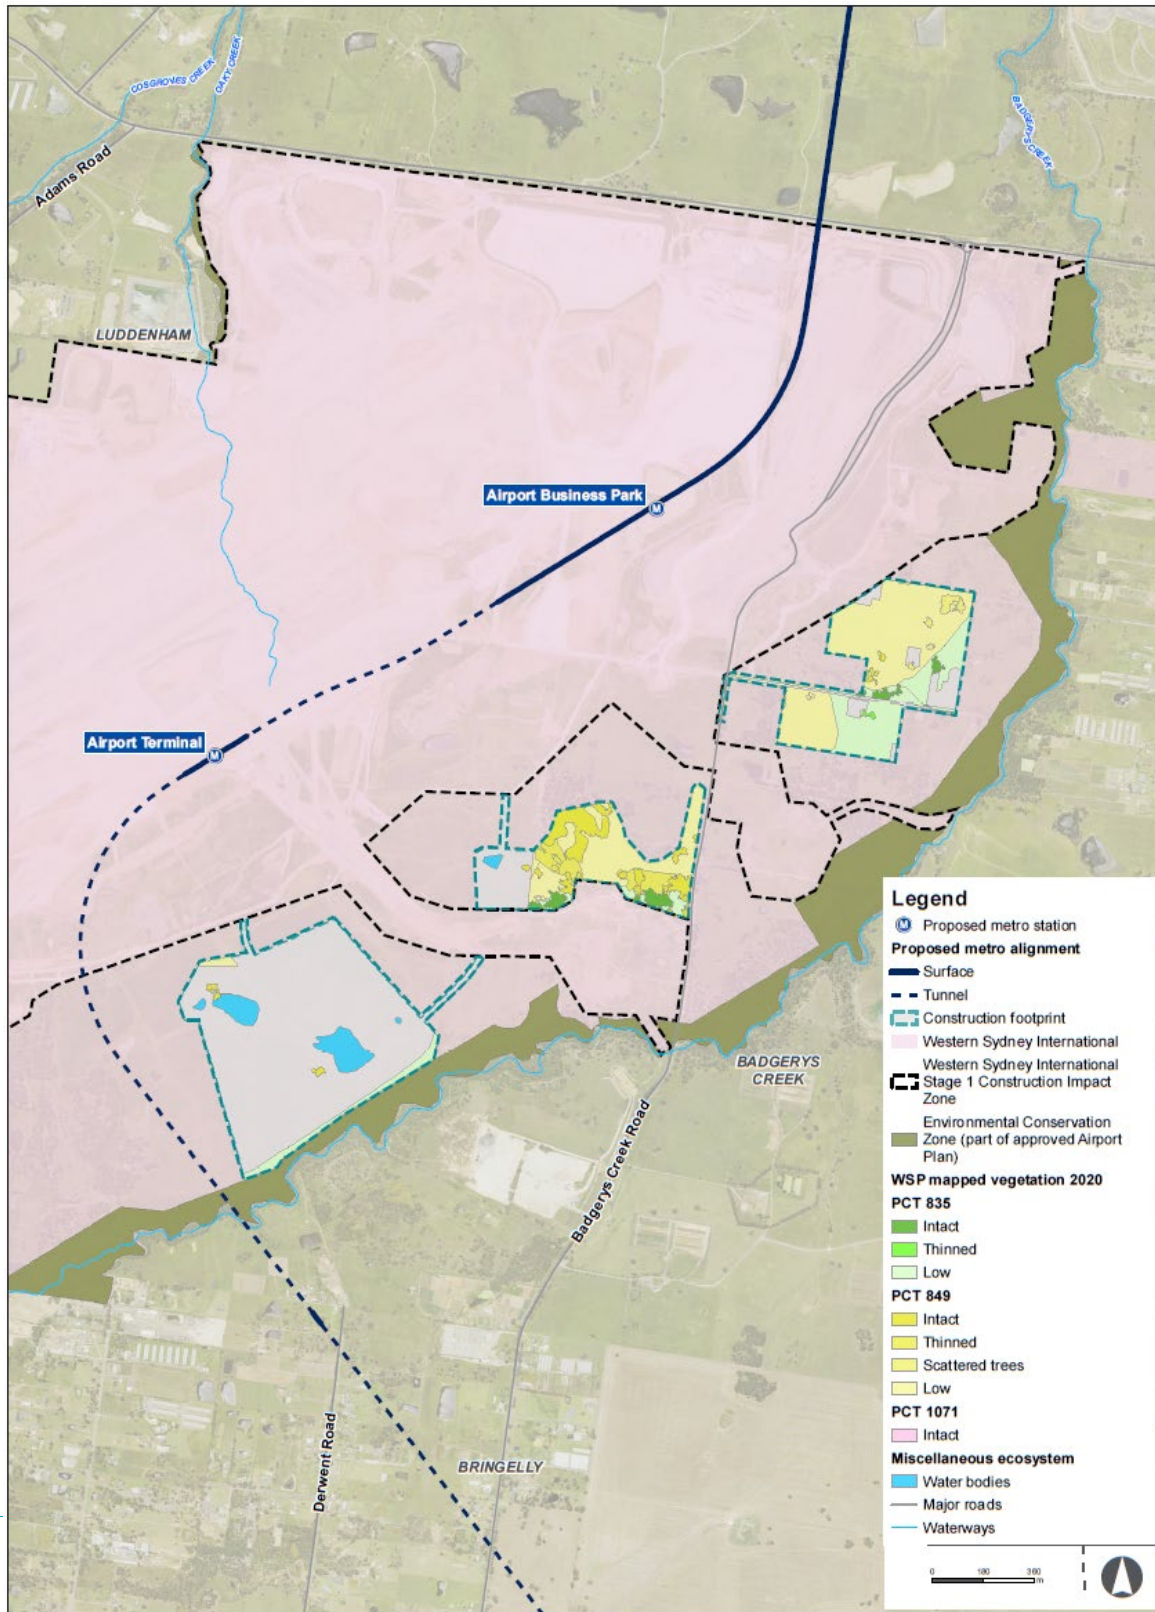 COSGROVES CREEK
OAKY CREEK
BADGERYS CREEK
Adams Road
LUDDENHAM
Airport Business Park
M
Airport Terminal
M
BADGERYS
CREEK
Badgerys Creek Road
Derwent Road
BRINGELLY
Legend
M Proposed metro station
Proposed metro alignment
Surface
Tunnel
Construction footprint
Western Sydney International
Western Sydney International
Stage 1 Construction Impact
Zone
Environmental Conservation
Zone (part of approved Airport
Plan)
WSP mapped vegetation 2020
PCT 835
Intact
Thinned
Low
PCT 849
Intact
Thinned
Scattered trees
Low
PCT 1071
Intact
Miscellaneous ecosystem
Water bodies
Major roads
Waterways
0 180 360
m